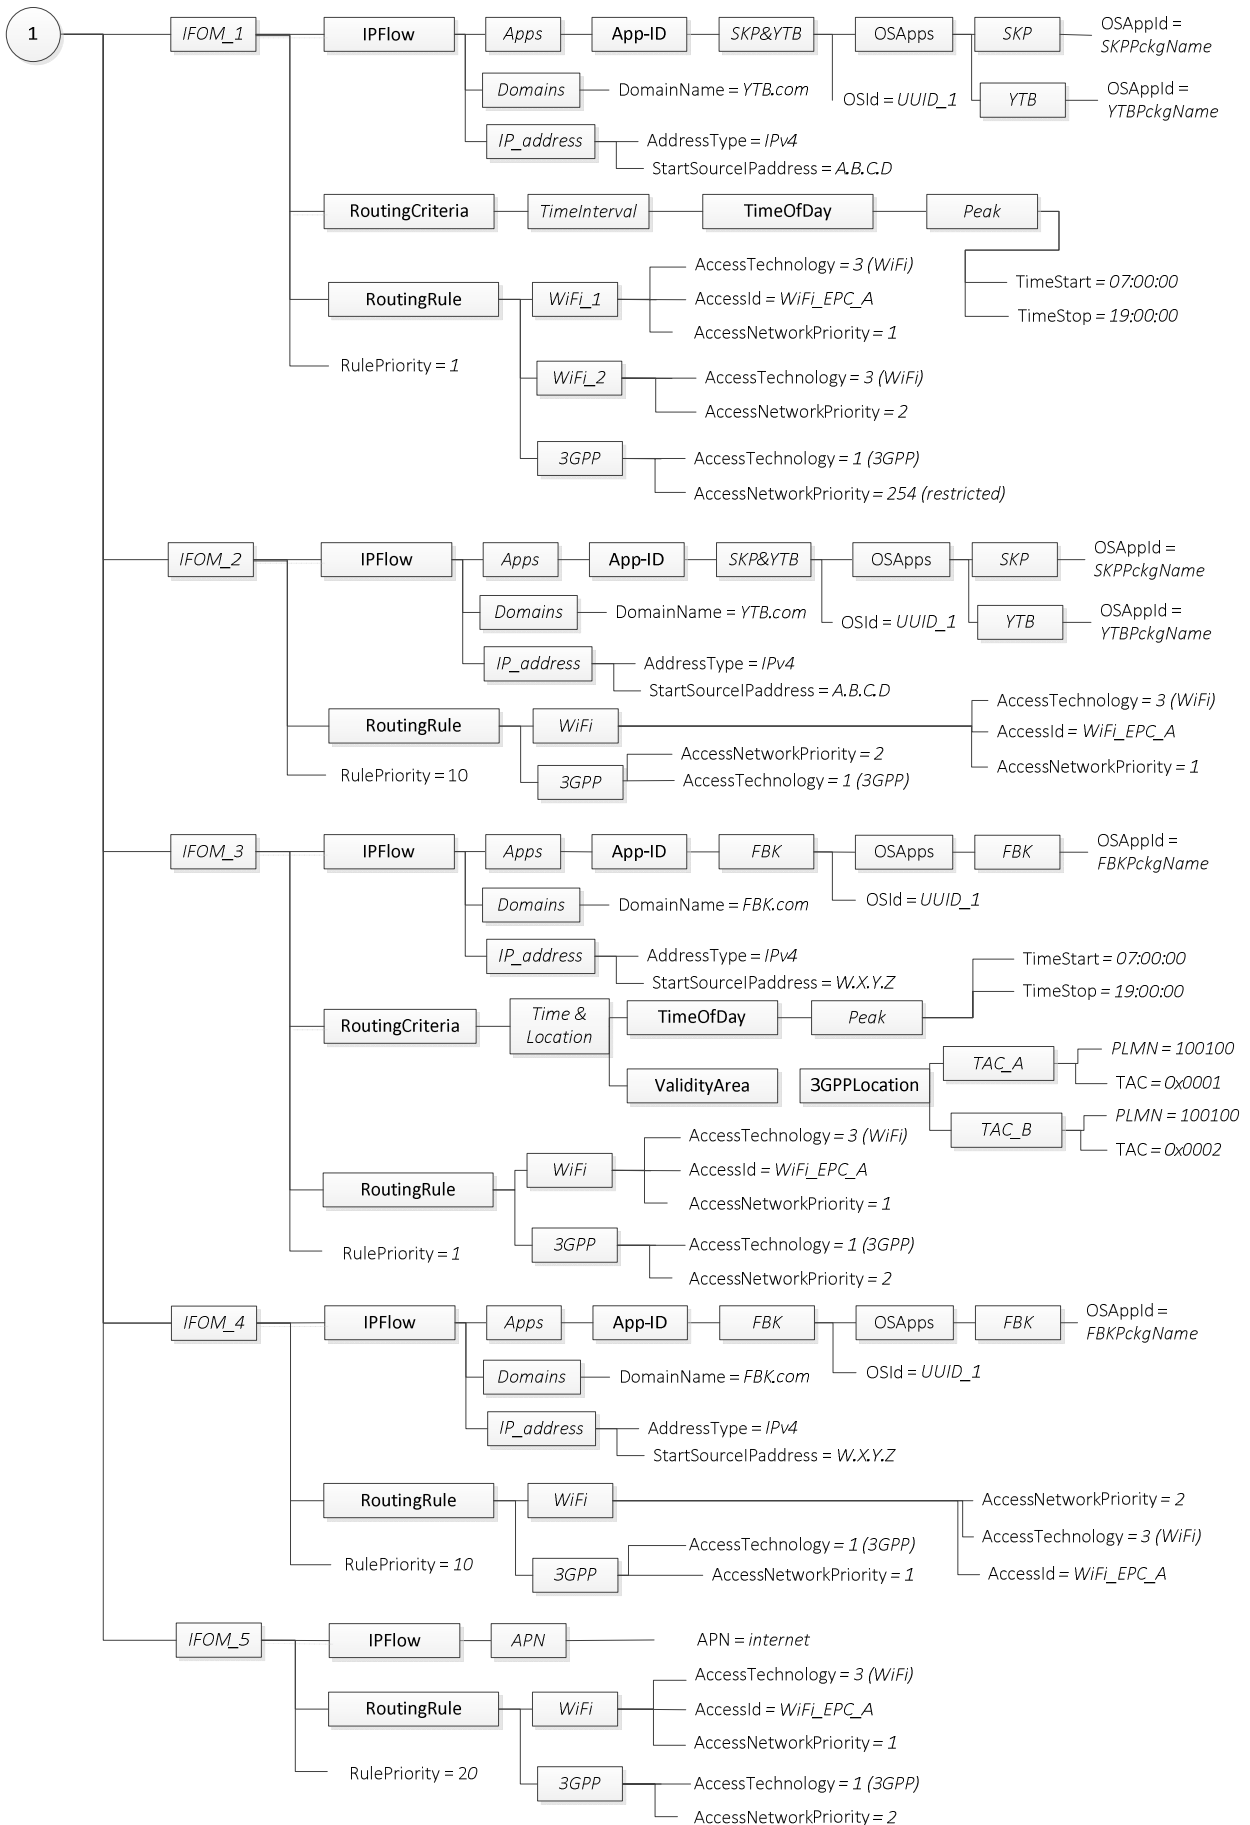 1
IFOM_1
IPFlow
Apps
App-ID
SKP&YTB
OSApps
SKP
OSAppId =
SKPPckgName
Domains
DomainName = YTB.com
OSId = UUID_1
YTB
OSAppId =
YTBPckgName
IP_address
AddressType = IPv4
StartSourceIPaddress = A.B.C.D
RoutingCriteria
TimeInterval
TimeOfDay
Peak
TimeStart = 07:00:00
TimeStop = 19:00:00
RoutingRule
WiFi_1
AccessTechnology = 3 (WiFi)
AccessId = WiFi_EPC_A
AccessNetworkPriority = 1
RulePriority = 1
WiFi_2
AccessTechnology = 3 (WiFi)
AccessNetworkPriority = 2
3GPP
AccessTechnology = 1 (3GPP)
AccessNetworkPriority = 254 (restricted)
IFOM_2
IPFlow
Apps
App-ID
SKP&YTB
OSApps
SKP
OSAppId =
SKPPckgName
Domains
DomainName = YTB.com
OSId = UUID_1
YTB
OSAppId =
YTBPckgName
IP_address
AddressType = IPv4
StartSourceIPaddress = A.B.C.D
RoutingRule
WiFi
AccessTechnology = 3 (WiFi)
AccessId = WiFi_EPC_A
AccessNetworkPriority = 1
RulePriority = 10
3GPP
AccessNetworkPriority = 2
AccessTechnology = 1 (3GPP)
IFOM_3
IPFlow
Apps
App-ID
FBK
OSApps
FBK
OSAppId =
FBKPckgName
Domains
DomainName = FBK.com
OSId = UUID_1
IP_address
AddressType = IPv4
StartSourceIPaddress = W.X.Y.Z
RoutingCriteria
Time &
Location
TimeOfDay
Peak
TimeStart = 07:00:00
TimeStop = 19:00:00
ValidityArea
3GPPLocation
TAC_A
PLMN = 100100
TAC = 0x0001
TAC_B
PLMN = 100100
TAC = 0x0002
RoutingRule
WiFi
AccessTechnology = 3 (WiFi)
AccessId = WiFi_EPC_A
AccessNetworkPriority = 1
RulePriority = 1
3GPP
AccessTechnology = 1 (3GPP)
AccessNetworkPriority = 2
IFOM_4
IPFlow
Apps
App-ID
FBK
OSApps
FBK
OSAppId =
FBKPckgName
Domains
DomainName = FBK.com
OSId = UUID_1
IP_address
AddressType = IPv4
StartSourceIPaddress = W.X.Y.Z
RoutingRule
WiFi
AccessNetworkPriority = 2
AccessTechnology = 3 (WiFi)
AccessId = WiFi_EPC_A
RulePriority = 10
3GPP
AccessTechnology = 1 (3GPP)
AccessNetworkPriority = 1
IFOM_5
IPFlow
APN
APN = internet
RoutingRule
WiFi
AccessTechnology = 3 (WiFi)
AccessId = WiFi_EPC_A
AccessNetworkPriority = 1
RulePriority = 20
3GPP
AccessTechnology = 1 (3GPP)
AccessNetworkPriority = 2